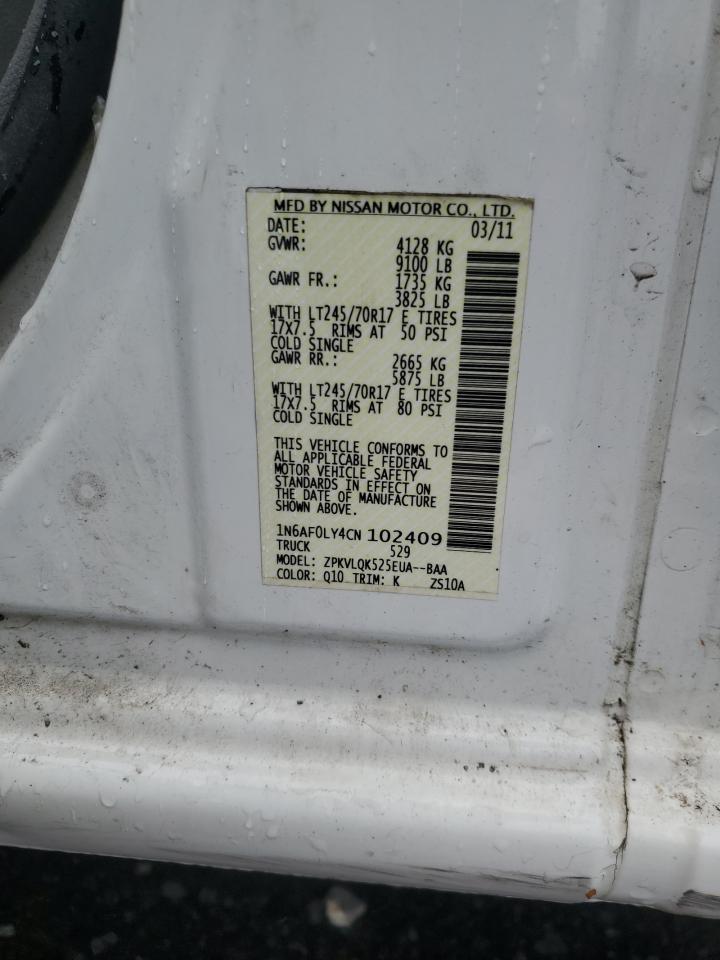 MFD BY NISSAN MOTOR CO., LTD.
DATE: 03/11
GVWR: 4128 KG
9100 LB
GAWR FR.: 1735 KG
3825 LB
WITH LT245/70R17 E TIRES
17X7.5 RIMS AT 50 PSI
COLD SINGLE
GAWR RR.: 2665 KG
5875 LB
WITH LT245/70R17 E TIRES
17X7.5 RIMS AT 80 PSI
COLD SINGLE
THIS VEHICLE CONFORMS TO
ALL APPLICABLE FEDERAL
MOTOR VEHICLE SAFETY
STANDARDS IN EFFECT ON
THE DATE OF MANUFACTURE
SHOWN ABOVE.
1N6AF0LY4CN 102409
TRUCK 529
MODEL: ZPKVLQK525EUA--BAA
COLOR: Q10 TRIM: K ZS10A